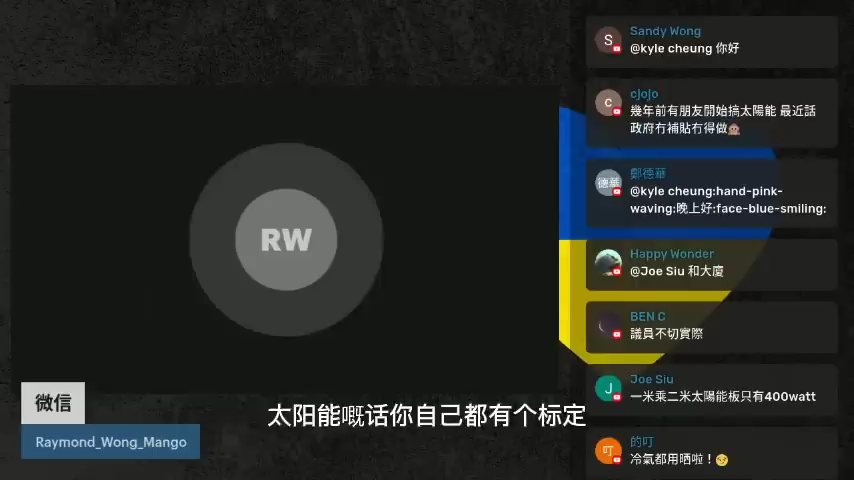 RW
微信
Raymond_Wong_Mango
太阳能嘅话你自己都有个标定
S
Sandy Wong
@kyle cheung 你好
c
cjojo
幾年前有朋友開始搞太陽能 最近話
政府冇補貼冇得做
德華
鄭德華
@kyle cheung:hand-pink-
waving:晚上好:face-blue-smiling:
Happy Wonder
@Joe Siu 和大廈
BEN C
議員不切實際
J
Joe Siu
一米乘二米太陽能板只有400watt
叮
的叮
冷氣都用晒啦！